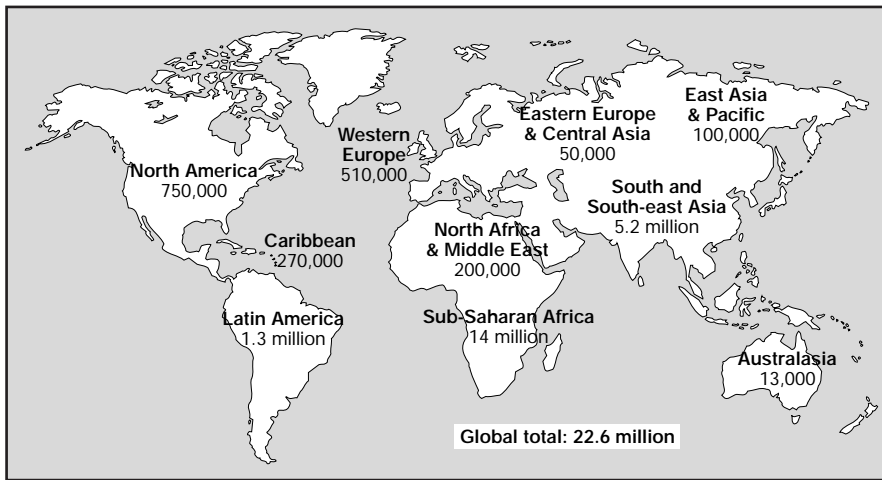 East Asia
& Pacific
100,000
Eastern Europe
& Central Asia
50,000
Western
Europe
510,000
North America
750,000
South and
South-east Asia
5.2 million
North Africa
& Middle East
200,000
Caribbean
270,000
Latin America
1.3 million
Sub-Saharan Africa
14 million
Australasia
13,000
Global total: 22.6 million